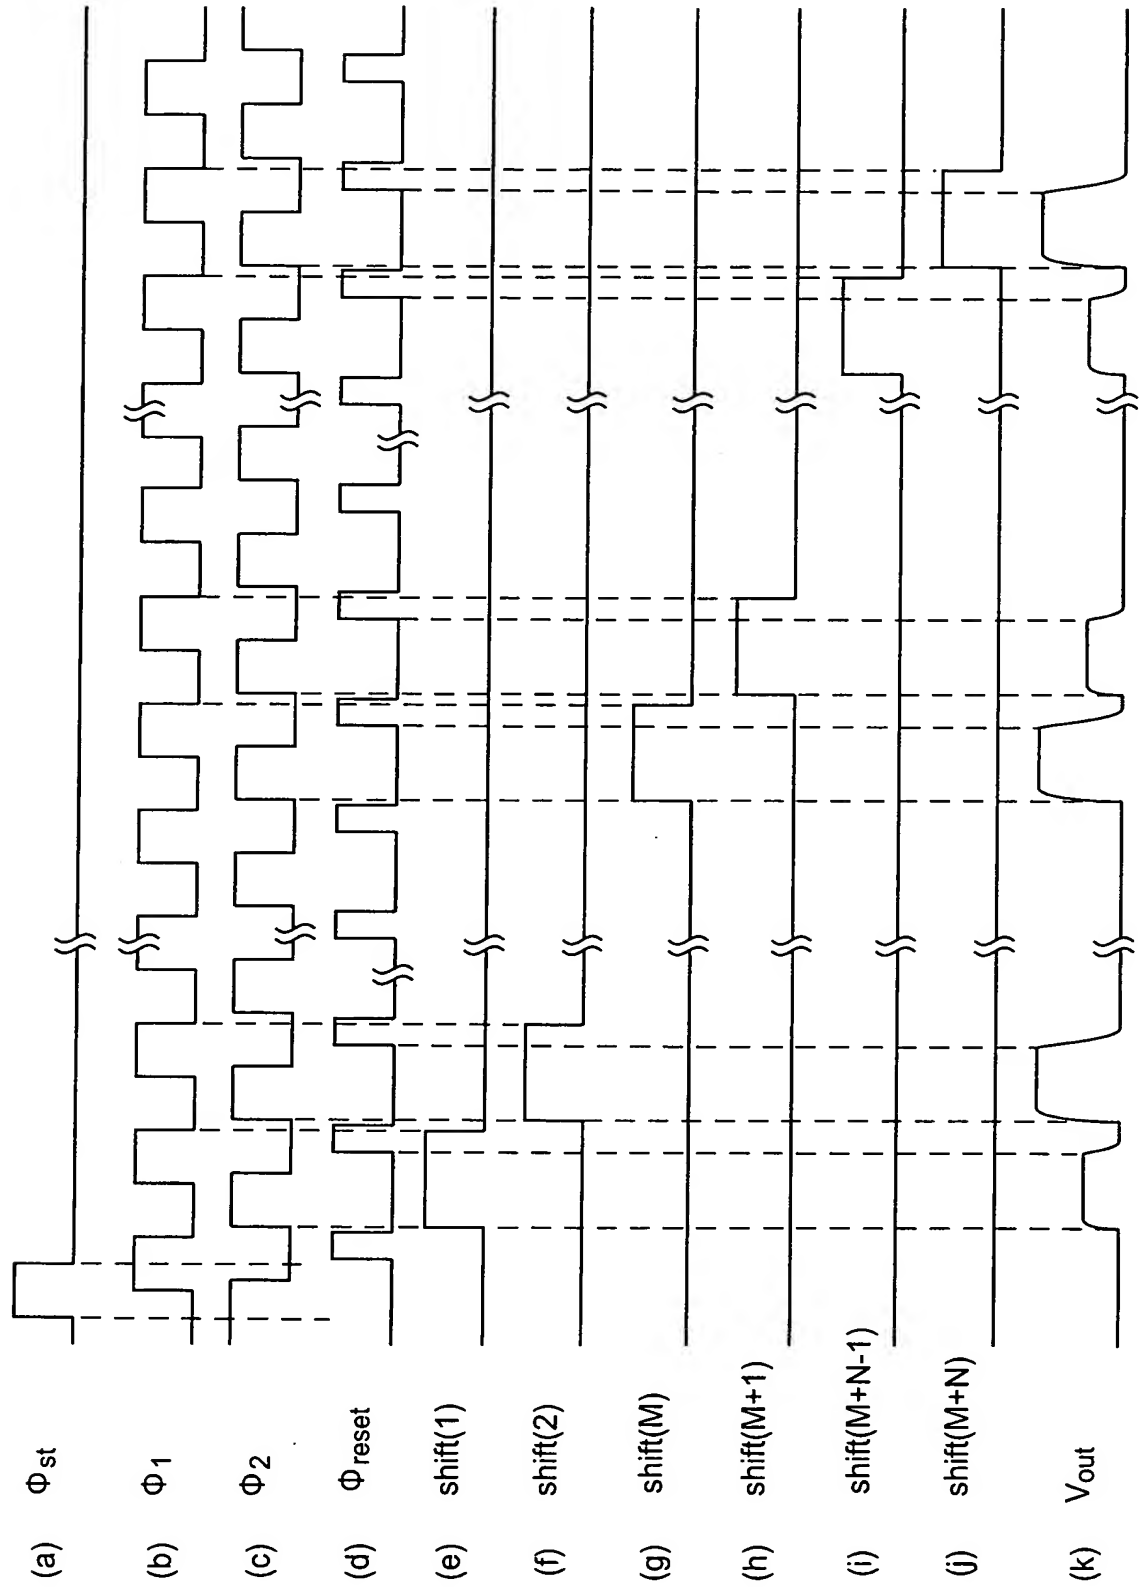 (a) Φst
(b) Φ1
(c) Φ2
(d) Φreset
(e) shift(1)
(f) shift(2)
(g) shift(M)
(h) shift(M+1)
(i) shift(M+N-1)
(j) shift(M+N)
(k) Vout